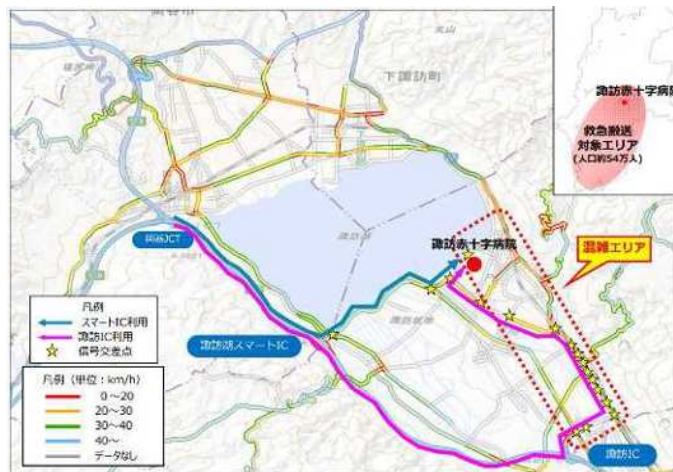 下諏訪町
諏訪赤十字病院
救急搬送
対象エリア
(人口約54万人)
諏訪湖
諏訪赤十字病院
混雑エリア
岡谷JCT
諏訪湖スマートIC
諏訪IC
凡例
スマートIC利用
諏訪IC利用
信号交差点
凡例（単位：km/h）
0～20
20～30
30～40
40～
データなし